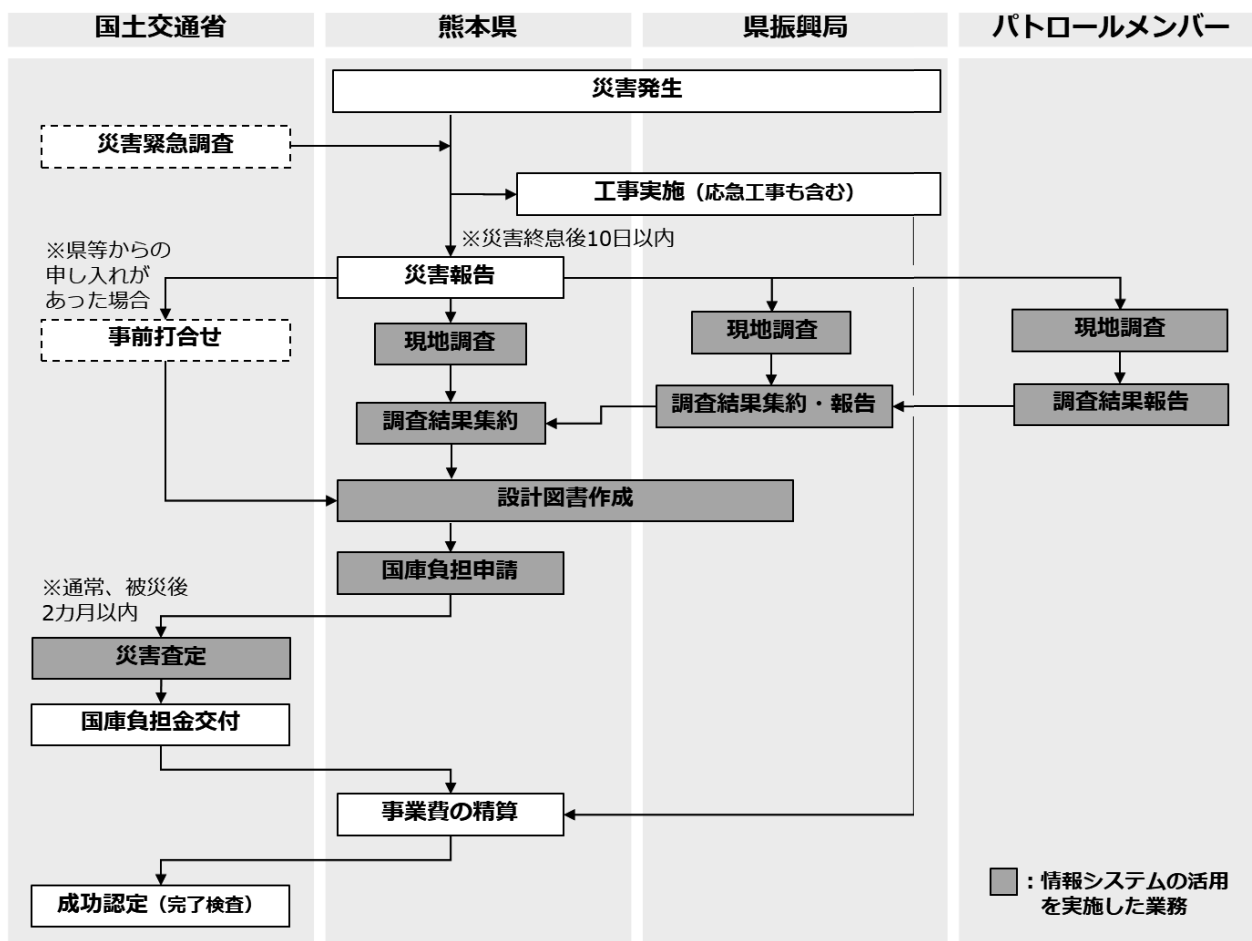 国土交通省
熊本県
県振興局
パトロールメンバー
災害発生
災害緊急調査
工事実施（応急工事も含む）
※災害終息後10日以内
※県等からの
申し入れが
あった場合
災害報告
事前打合せ
現地調査
現地調査
現地調査
調査結果集約
調査結果集約・報告
調査結果報告
設計図書作成
国庫負担申請
※通常、被災後
2カ月以内
災害査定
国庫負担金交付
事業費の精算
成功認定（完了検査）
：情報システムの活用
を実施した業務